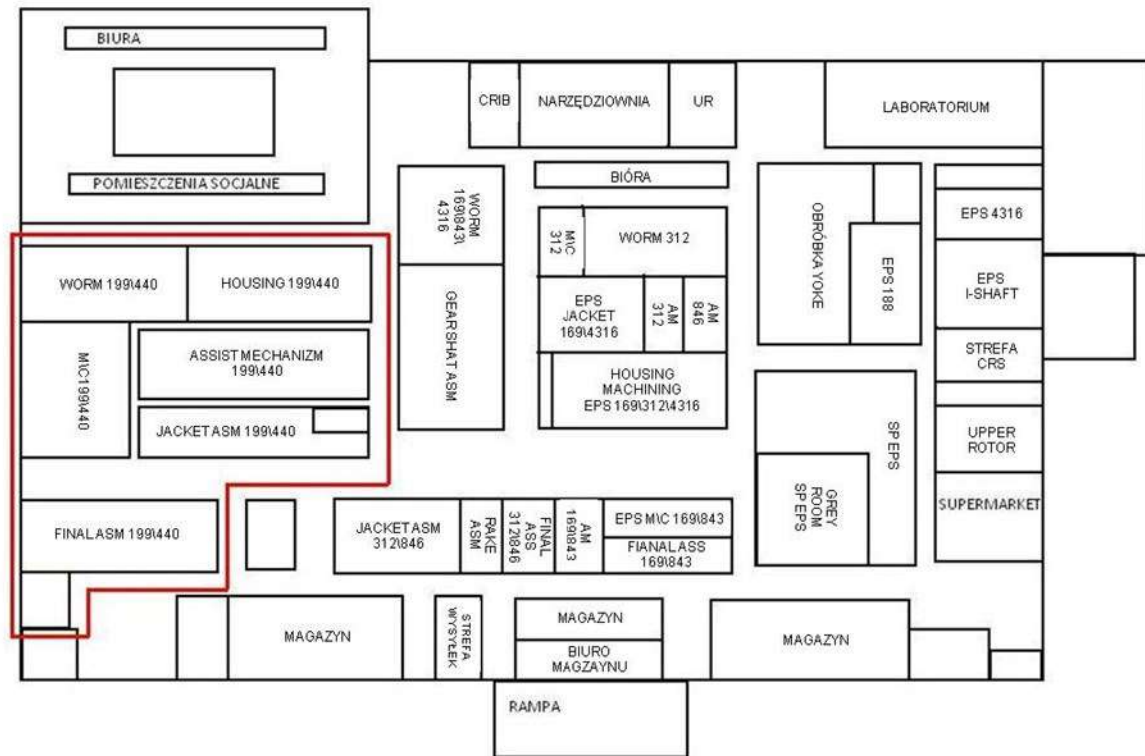 BIURA
POMIESZCZENIA SOCJALNE
CRIB
NARZĘDZIOWNIA
UR
LABORATORIUM
BIÓRA
WORM
169\843\
4316
GEAR SHAT ASM
M\C
312
WORM 312
EPS
JACKET
169\4316
AM
312
AM
846
HOUSING
MACHINING
EPS 169\312\4316
OBRÓBKA YOKE
EPS 188
EPS 4316
EPS
I-SHAFT
STREFA
CRS
UPPER
ROTOR
SUPERMARKET
WORM 199\440
HOUSING 199\440
M\C199\440
ASSIST MECHANIZM
199\440
JACKET ASM 199\440
FINAL ASM 199\440
JACKET ASM
312\846
RAKE
ASM
FINAL
ASS
312\846
AM
169\843
EPS M\C 169\843
FIANAL ASS
169\843
SP EPS
GREY
ROOM
SP EPS
MAGAZYN
STREFA
WYSYŁEK
MAGAZYN
BIURO
MAGZAYNU
MAGAZYN
RAMPA